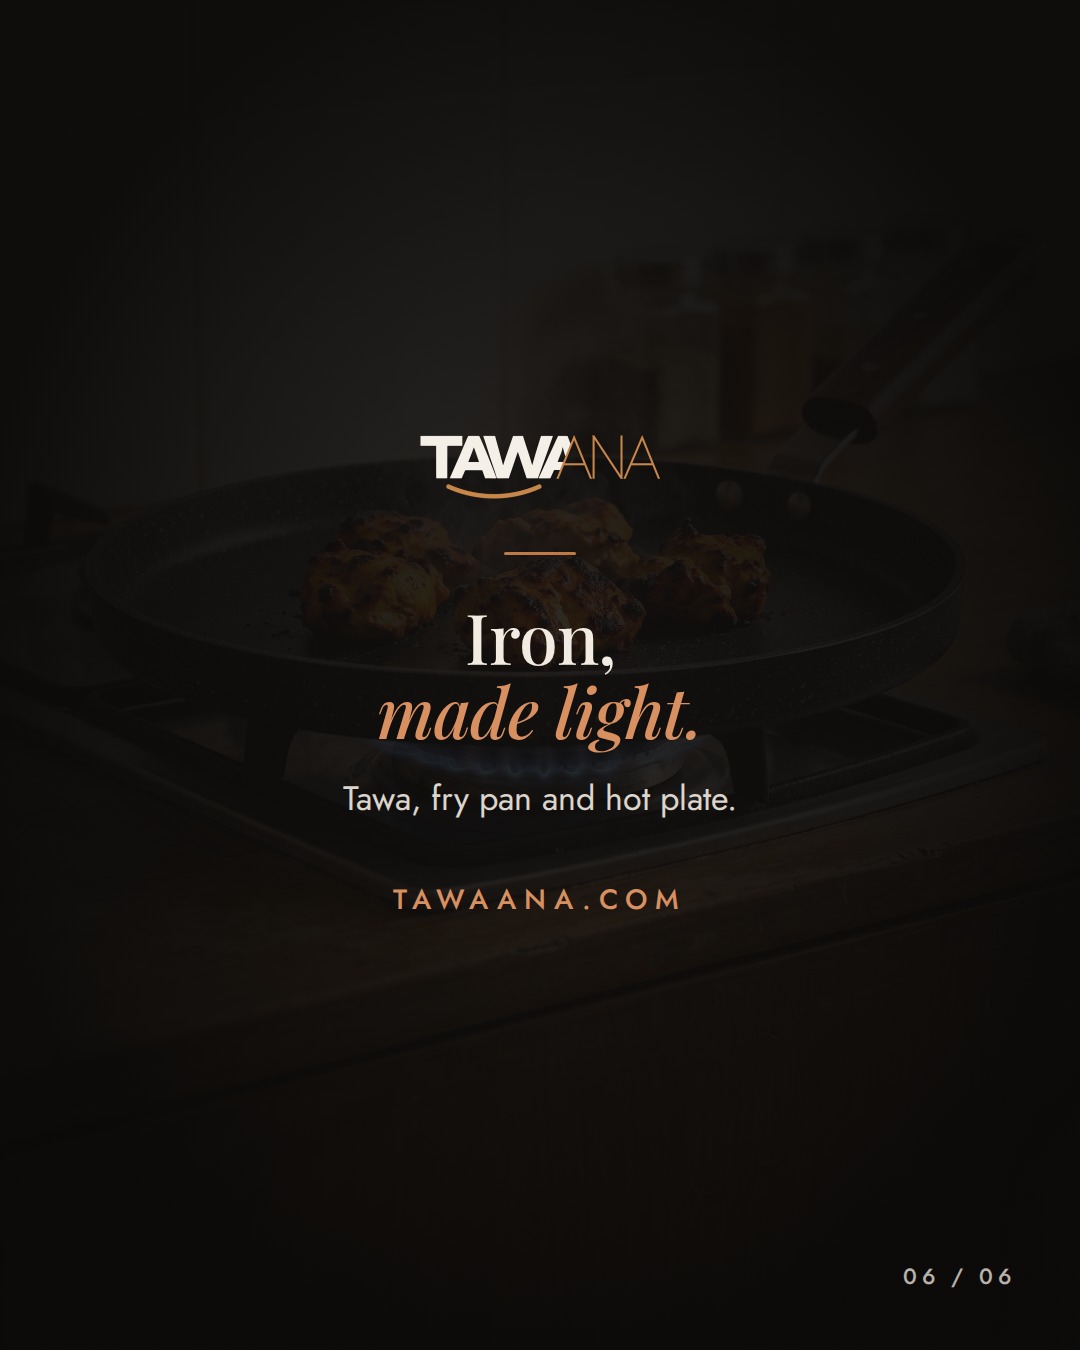 TAWAANA
Iron,
made light.
Tawa, fry pan and hot plate.
TAWAANA.COM
06 / 06